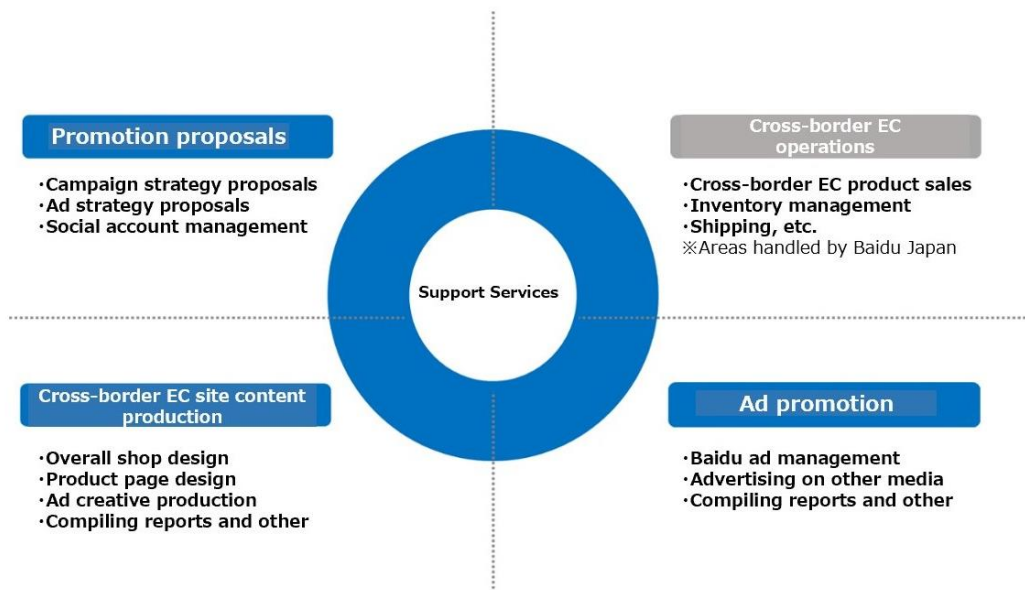 Promotion proposals
·Campaign strategy proposals
·Ad strategy proposals
·Social account management
Cross-border EC
operations
·Cross-border EC product sales
·Inventory management
·Shipping, etc.
※Areas handled by Baidu Japan
Support Services
Cross-border EC site content
production
·Overall shop design
·Product page design
·Ad creative production
·Compiling reports and other
Ad promotion
·Baidu ad management
·Advertising on other media
·Compiling reports and other